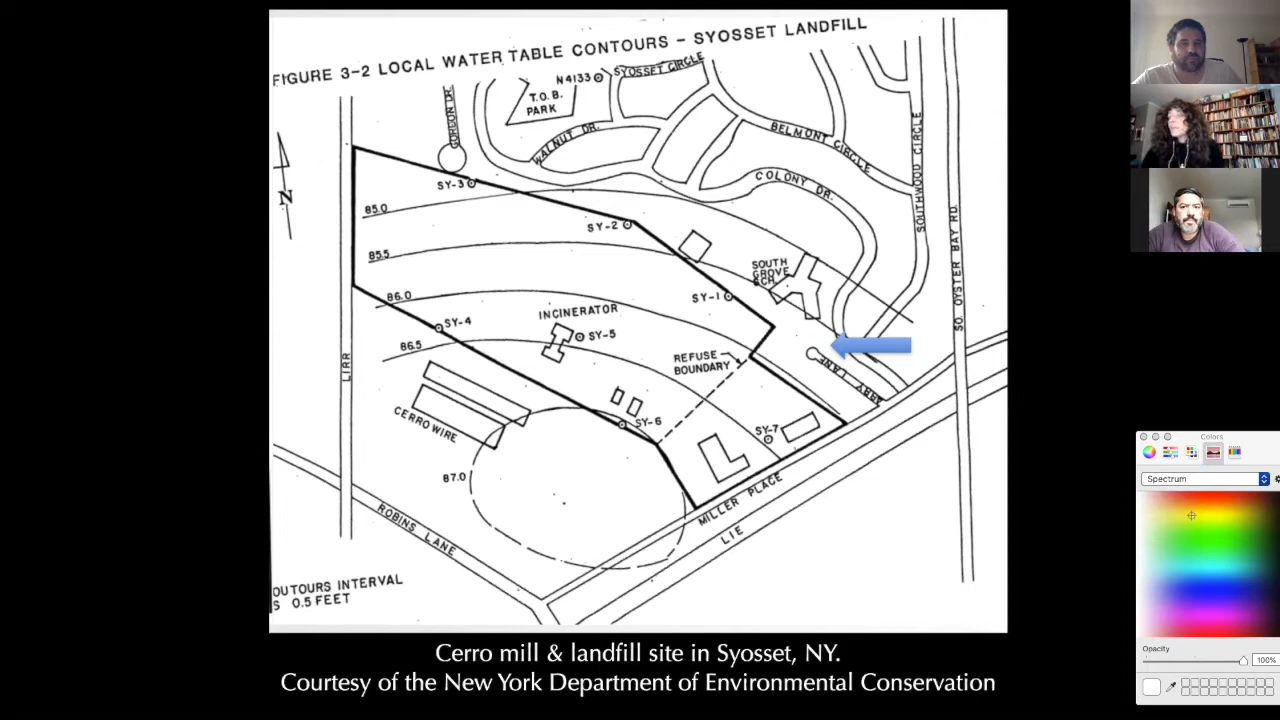 FIGURE 3-2 LOCAL WATER TABLE CONTOURS - SYOSSET LANDFILL
N4133
SYOSSET CIRCLE
T.O.B.
PARK
GORDON DR.
WALNUT DR.
BELMONT CIRCLE
SOUTHWOOD CIRCLE
COLONY DR.
SO. OYSTER BAY RD.
N
SY-3
85.0
SY-2
85.5
SOUTH
GROVE
SCH.
SY-1
86.0
SY-4
INCINERATOR
SY-5
86.5
REFUSE
BOUNDARY
LIRR
CERRO WIRE
SY-6
SY-7
87.0
MILLER PLACE
LIE
ROBINS LANE
OUTOURS INTERVAL
S 0.5 FEET
Cerro mill & landfill site in Syosset, NY.
Courtesy of the New York Department of Environmental Conservation
Colors
Spectrum
Opacity
100%